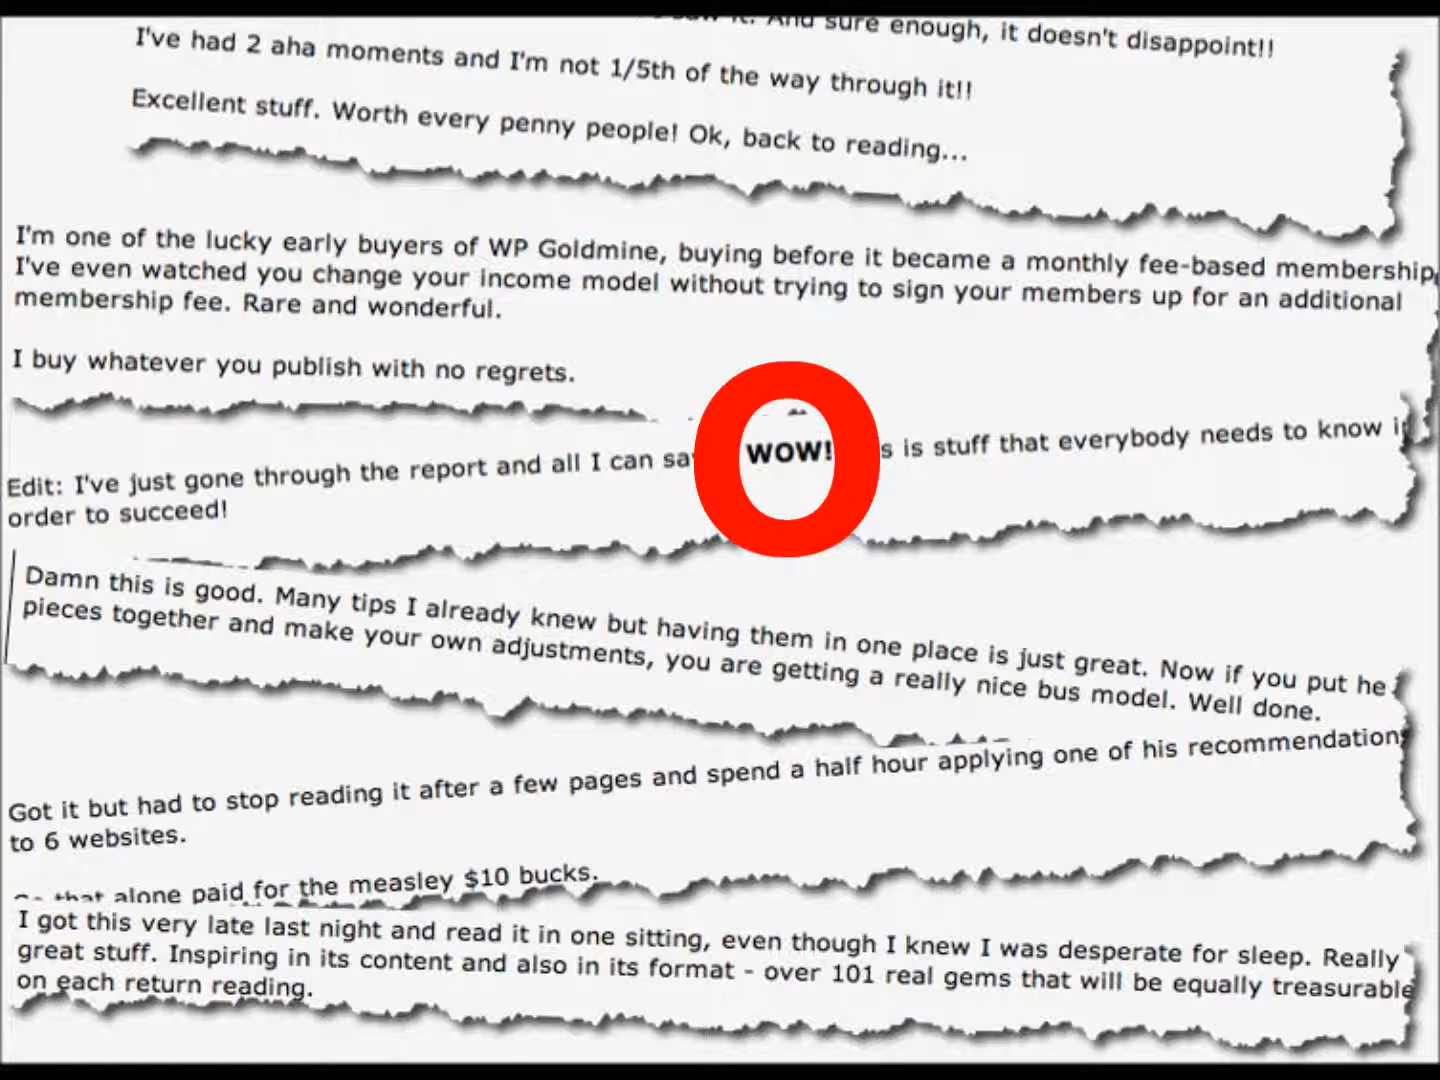 it. And sure enough, it doesn't disappoint!!
I've had 2 aha moments and I'm not 1/5th of the way through it!!
Excellent stuff. Worth every penny people! Ok, back to reading...
I'm one of the lucky early buyers of WP Goldmine, buying before it became a monthly fee-based membership,
I've even watched you change your income model without trying to sign your members up for an additional
membership fee. Rare and wonderful.
I buy whatever you publish with no regrets.
Edit: I've just gone through the report and all I can sa O WOW! s is stuff that everybody needs to know i
order to succeed!
Damn this is good. Many tips I already knew but having them in one place is just great. Now if you put he
pieces together and make your own adjustments, you are getting a really nice bus model. Well done.
Got it but had to stop reading it after a few pages and spend a half hour applying one of his recommendation
to 6 websites.
that alone paid for the measley $10 bucks.
I got this very late last night and read it in one sitting, even though I knew I was desperate for sleep. Really
great stuff. Inspiring in its content and also in its format - over 101 real gems that will be equally treasurable
on each return reading.